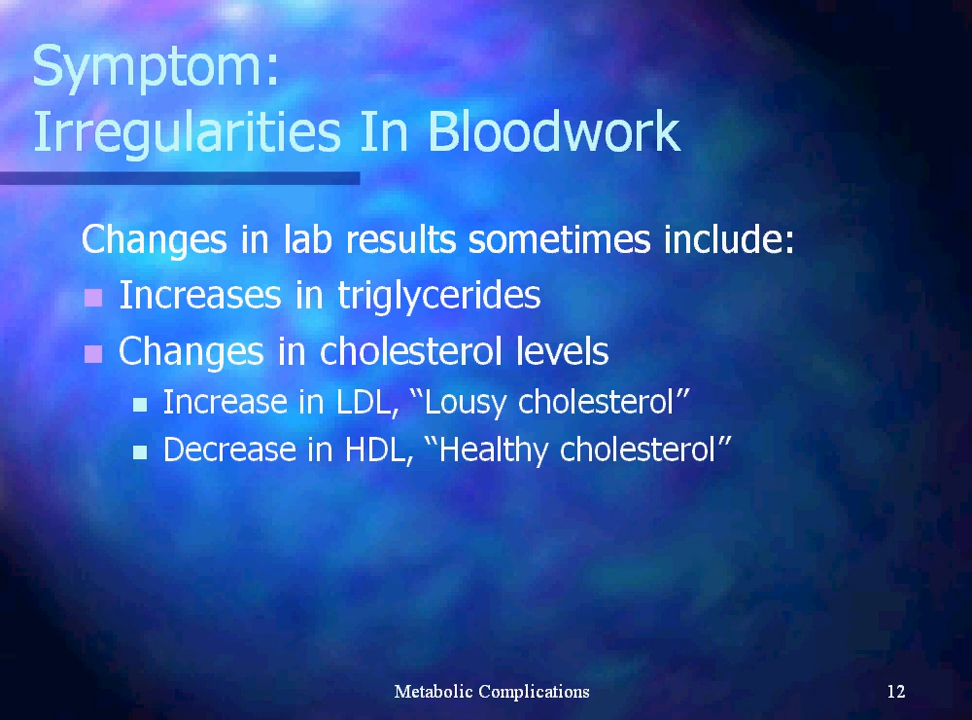 Symptom:
Irregularities In Bloodwork
Changes in lab results sometimes include:
Increases in triglycerides
Changes in cholesterol levels
Increase in LDL, “Lousy cholesterol”
Decrease in HDL, “Healthy cholesterol”
Metabolic Complications
12